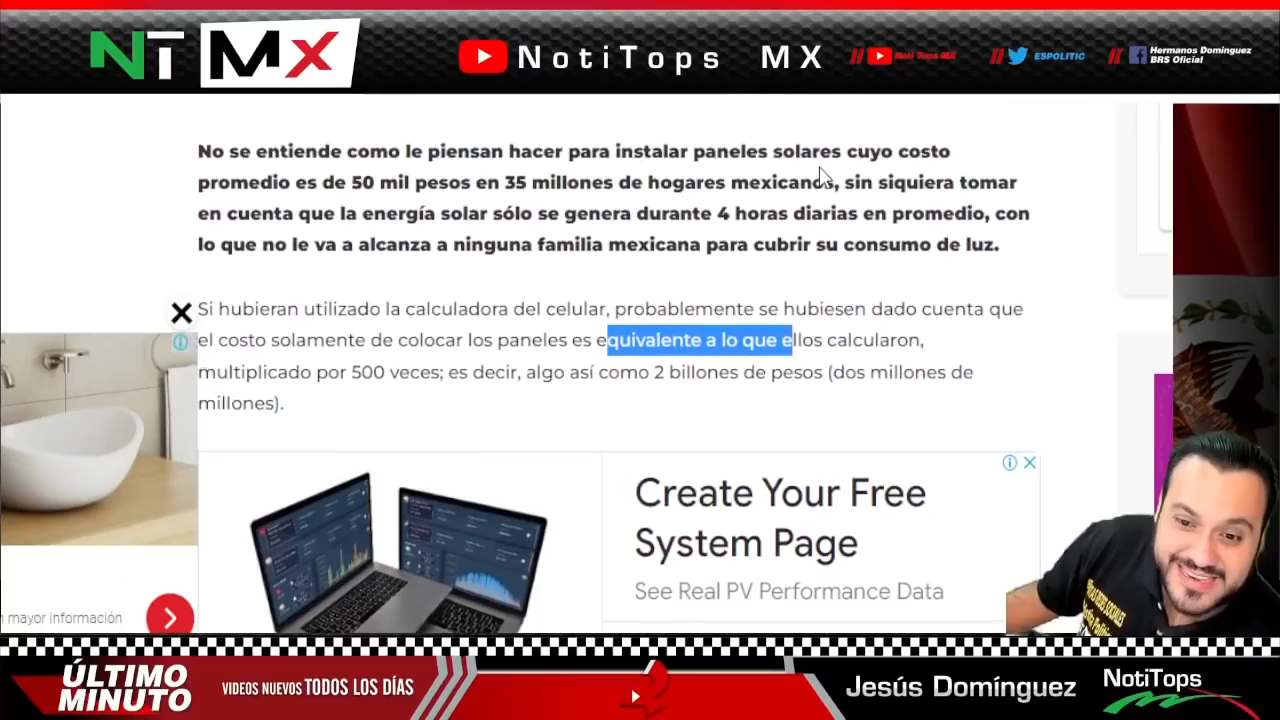 NT MX
NotiTops MX
// Noti Tops MX
// ESPOLITIC
// Hermanos Domínguez
BRS Oficial
No se entiende como le piensan hacer para instalar paneles solares cuyo costo
promedio es de 50 mil pesos en 35 millones de hogares mexicanos, sin siquiera tomar
en cuenta que la energía solar sólo se genera durante 4 horas diarias en promedio, con
lo que no le va a alcanza a ninguna familia mexicana para cubrir su consumo de luz.
Si hubieran utilizado la calculadora del celular, probablemente se hubiesen dado cuenta que
el costo solamente de colocar los paneles es equivalente a lo que ellos calcularon,
multiplicado por 500 veces; es decir, algo así como 2 billones de pesos (dos millones de
millones).
Create Your Free
System Page
See Real PV Performance Data
n mayor información
ÚLTIMO
MINUTO
VIDEOS NUEVOS TODOS LOS DÍAS
Jesús Domínguez
NotiTops